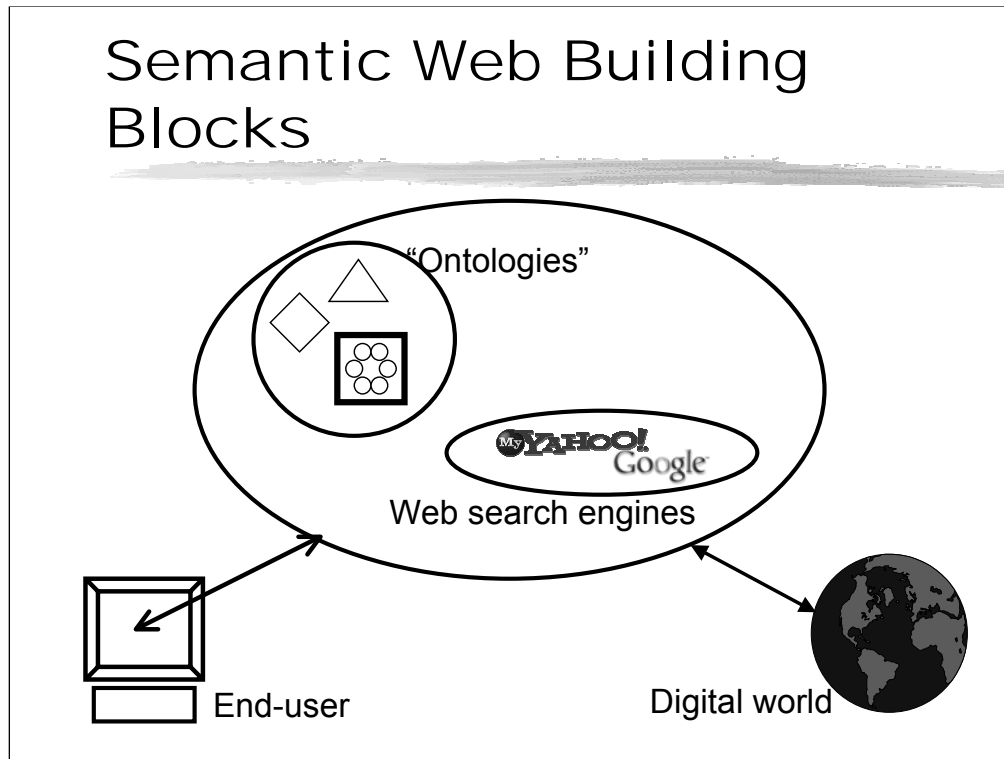 Semantic Web Building
Blocks
“Ontologies”
My YAHOO!
Google
Web search engines
End-user
Digital world